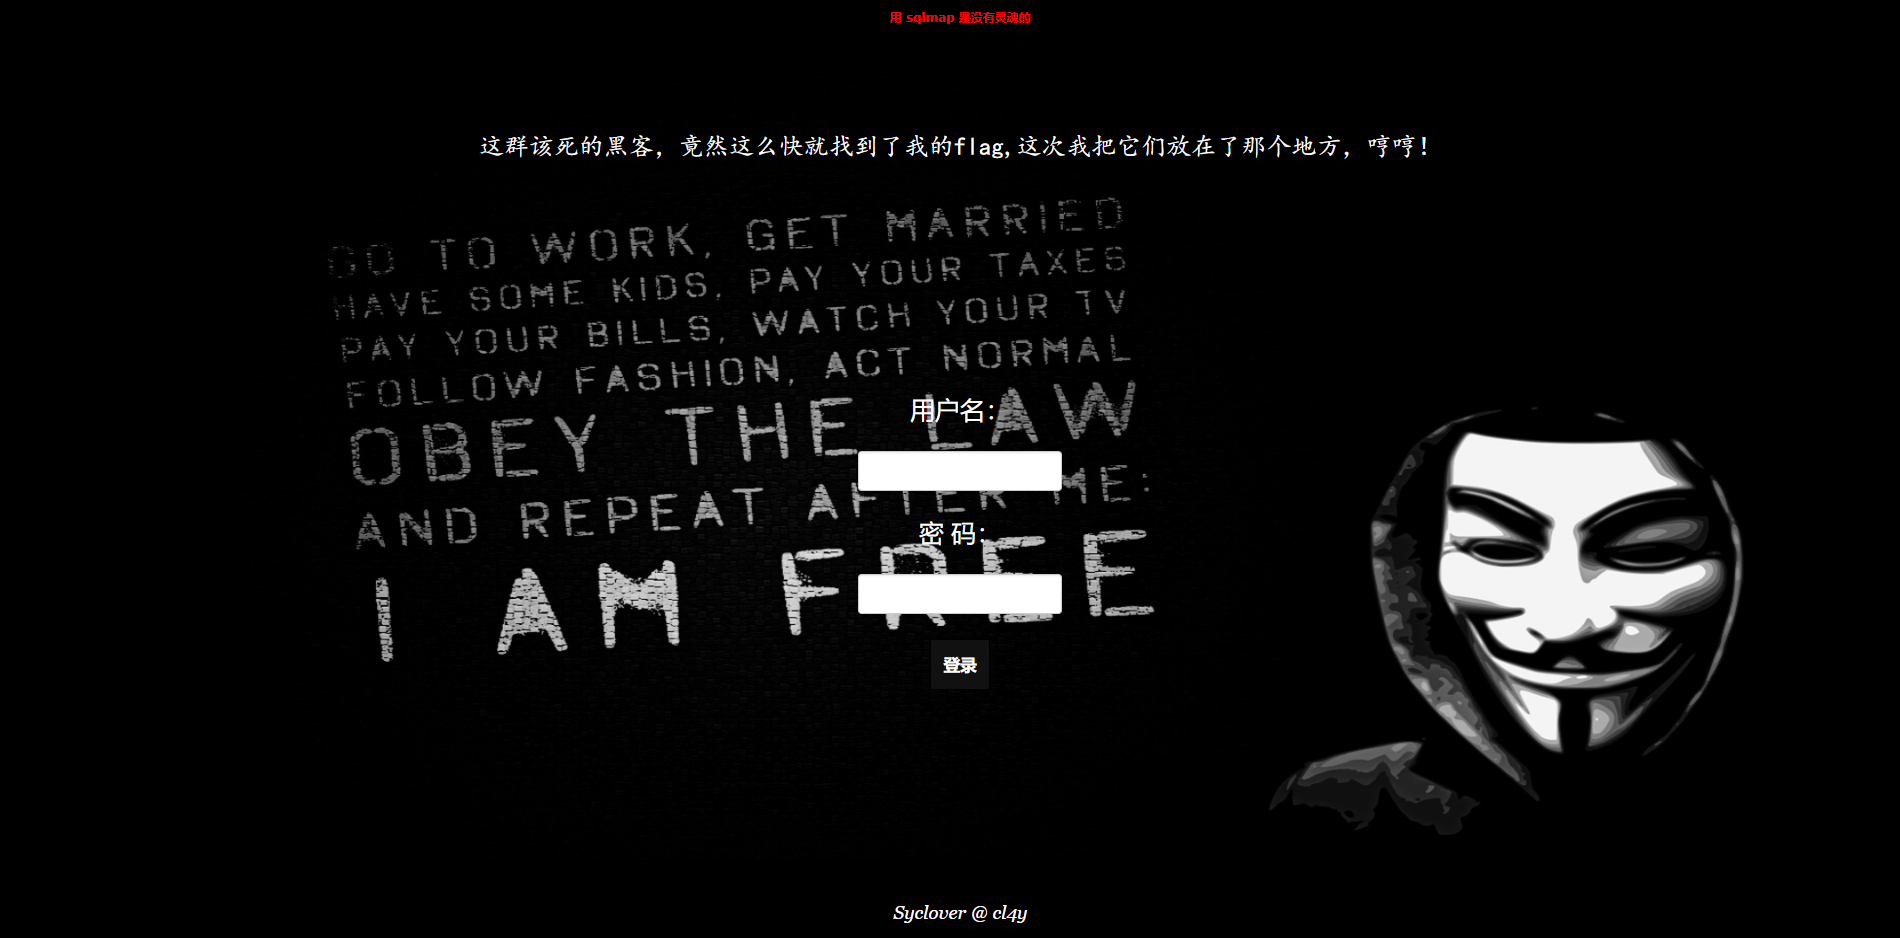 用 sqlmap 是没有灵魂的
这群该死的黑客，竟然这么快就找到了我的flag,这次我把它们放在了那个地方，哼哼！
GO TO WORK, GET MARRIED
HAVE SOME KIDS, PAY YOUR TAXES
PAY YOUR BILLS, WATCH YOUR TV
FOLLOW FASHION, ACT NORMAL
OBEY THE LAW
AND REPEAT AFTER ME:
I AM FREE
用户名：
密 码：
登录
Syclover @ cl4y